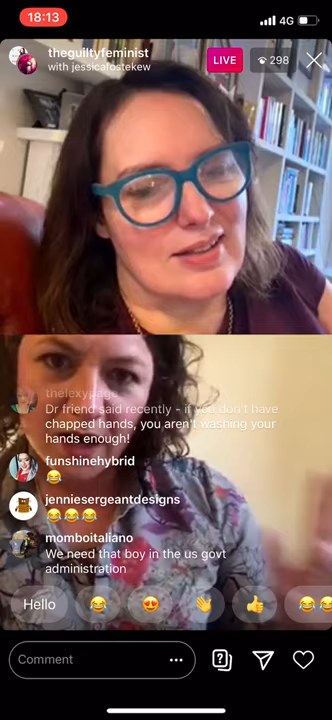 18:13
4G
theguiltyfeminist
with jessicafostekew
LIVE
298
thelexypage
Dr friend said recently - if you don't have
chapped hands, you aren't washing your
hands enough!
funshinehybrid
😂
jenniesergeantdesigns
😂😂😂
momboitaliano
We need that boy in the us govt
administration
Hello 😂 😍 👋 👍 😂😂
Comment